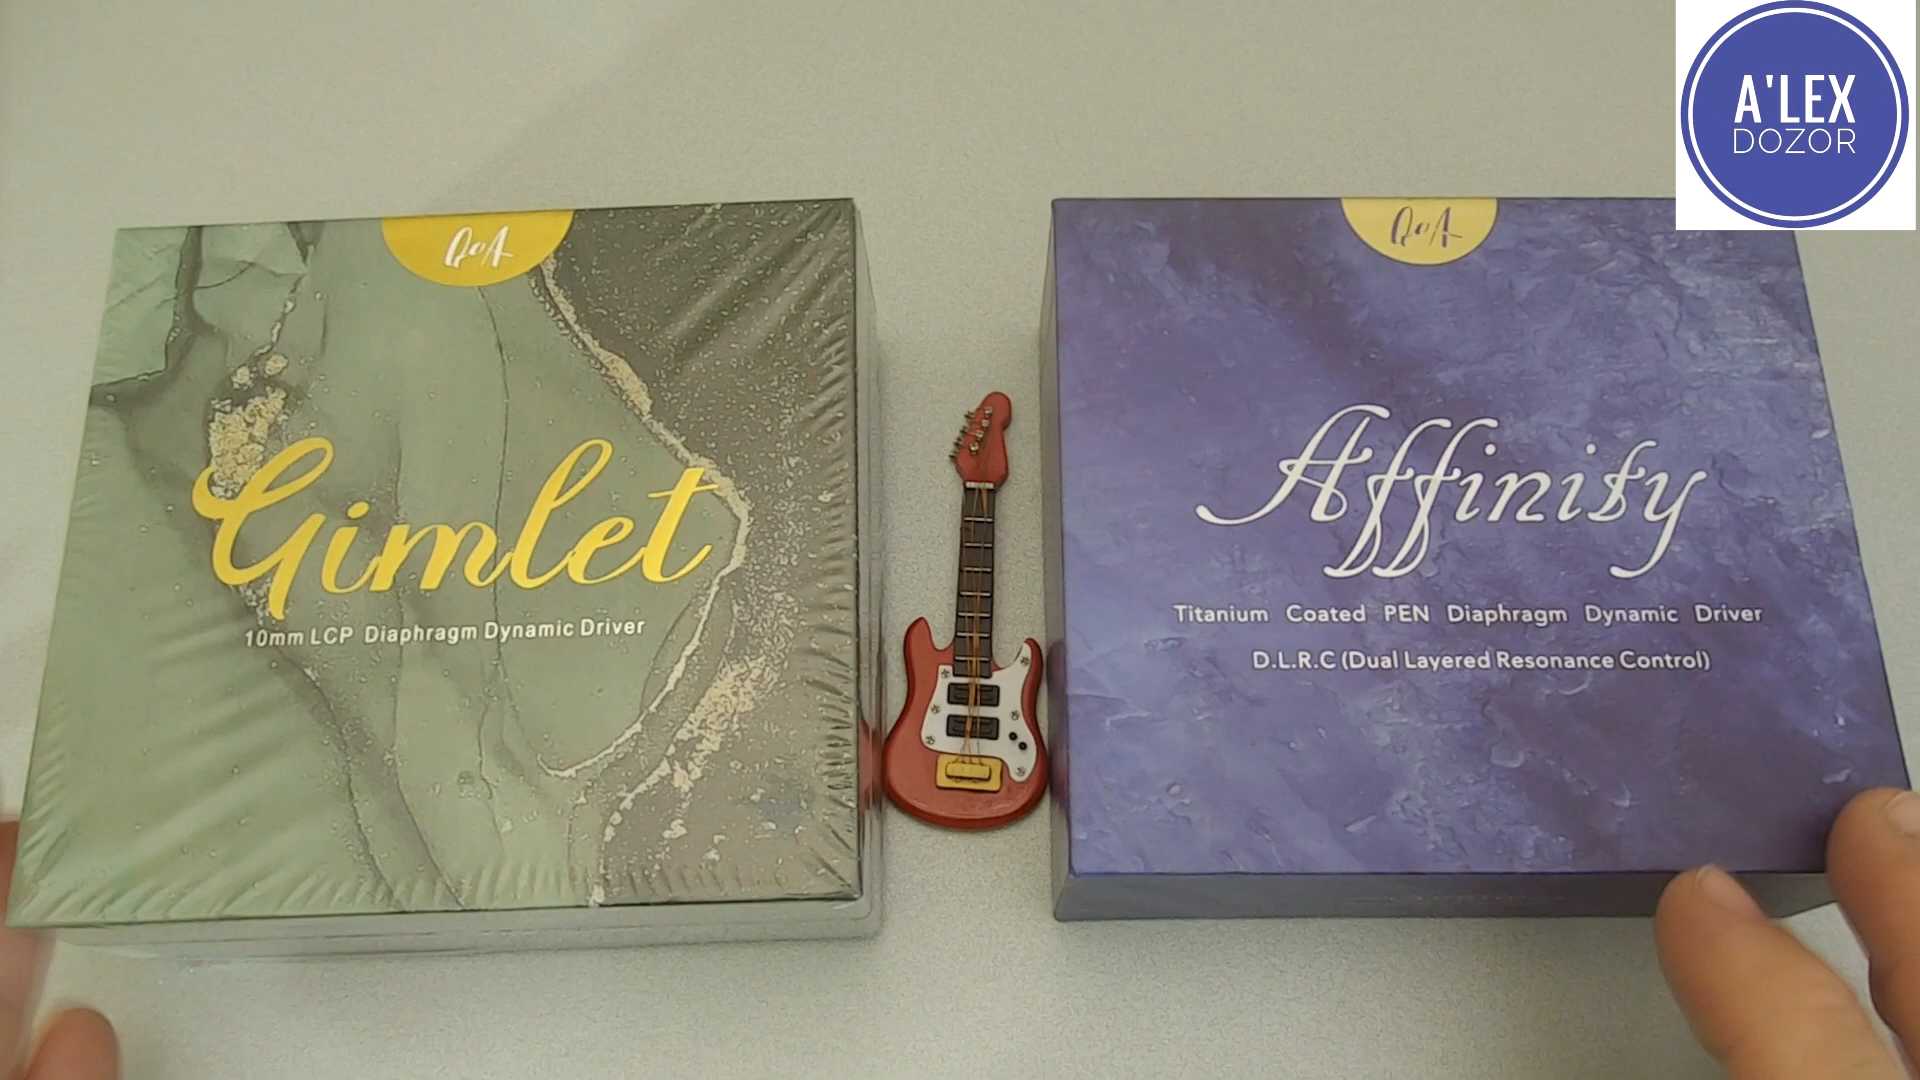 QoA
Gimlet
10mm LCP Diaphragm Dynamic Driver
QoA
Affinity
Titanium Coated PEN Diaphragm Dynamic Driver
D.L.R.C (Dual Layered Resonance Control)
A'LEX
DOZOR